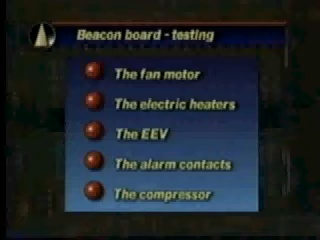 Beacon board - testing
The fan motor
The electric heaters
The EEV
The alarm contacts
The compressor